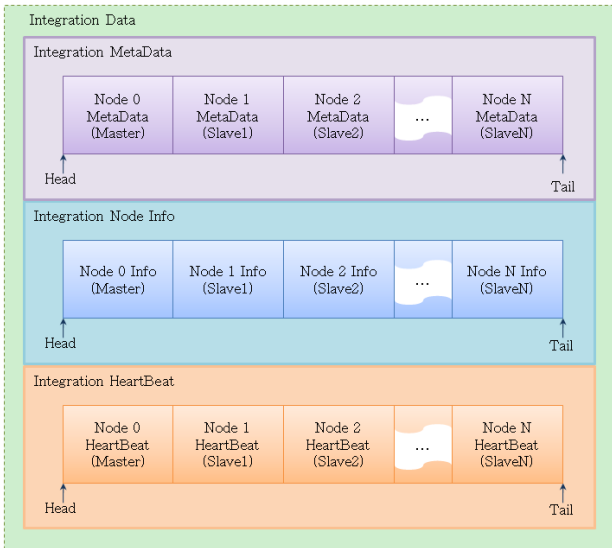 Integration Data
Integration MetaData
Node 0 MetaData (Master)
Node 1 MetaData (Slave1)
Node 2 MetaData (Slave2)
...
Node N MetaData (SlaveN)
Head
Tail
Integration Node Info
Node 0 Info (Master)
Node 1 Info (Slave1)
Node 2 Info (Slave2)
...
Node N Info (SlaveN)
Head
Tail
Integration HeartBeat
Node 0 HeartBeat (Master)
Node 1 HeartBeat (Slave1)
Node 2 HeartBeat (Slave2)
...
Node N HeartBeat (SlaveN)
Head
Tail